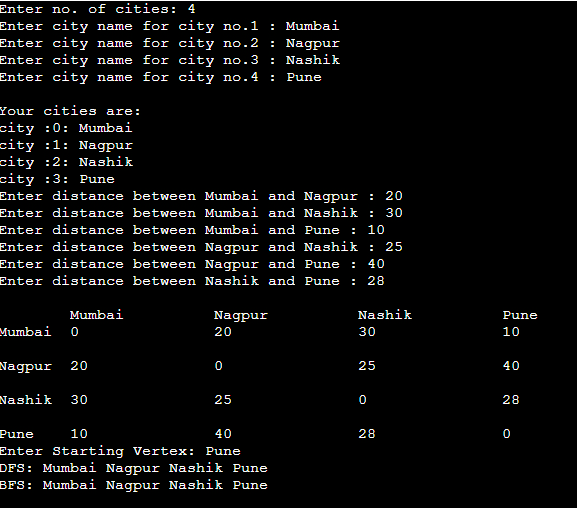 Enter no. of cities: 4
Enter city name for city no.1 : Mumbai
Enter city name for city no.2 : Nagpur
Enter city name for city no.3 : Nashik
Enter city name for city no.4 : Pune
Your cities are:
city :0: Mumbai
city :1: Nagpur
city :2: Nashik
city :3: Pune
Enter distance between Mumbai and Nagpur : 20
Enter distance between Mumbai and Nashik : 30
Enter distance between Mumbai and Pune : 10
Enter distance between Nagpur and Nashik : 25
Enter distance between Nagpur and Pune : 40
Enter distance between Nashik and Pune : 28
Mumbai Nagpur Nashik Pune
Mumbai 0 20 30 10
Nagpur 20 0 25 40
Nashik 30 25 0 28
Pune 10 40 28 0
Enter Starting Vertex: Pune
DFS: Mumbai Nagpur Nashik Pune
BFS: Mumbai Nagpur Nashik Pune